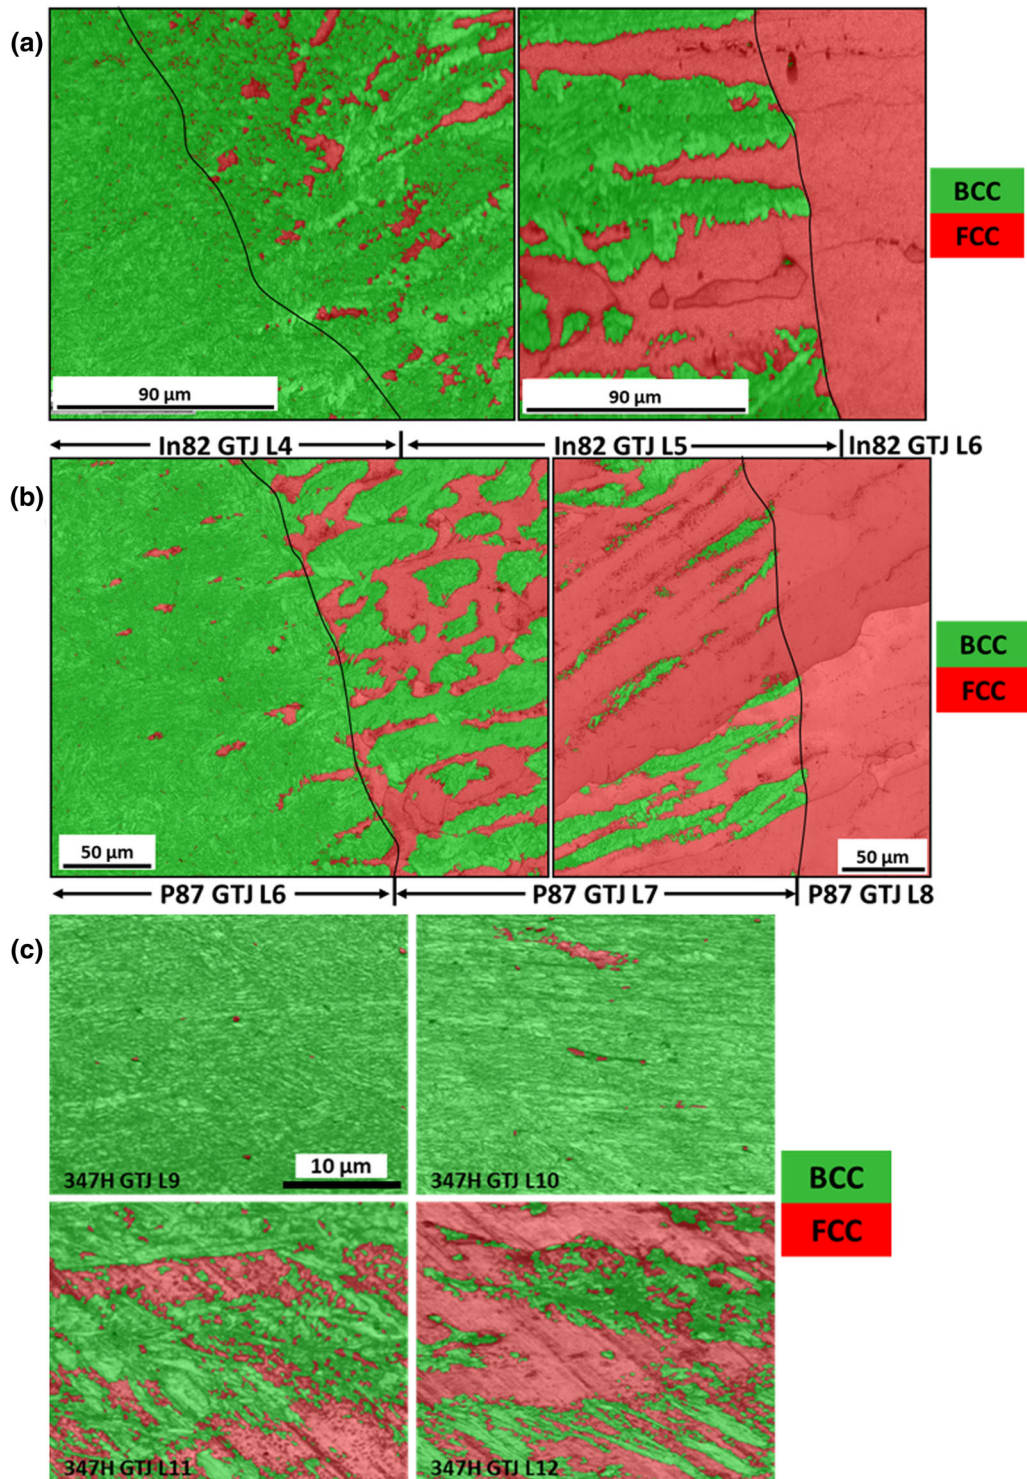 (a)
BCC
FCC
90 µm
90 µm
In82 GTJ L4
In82 GTJ L5
In82 GTJ L6
(b)
BCC
FCC
50 µm
50 µm
P87 GTJ L6
P87 GTJ L7
P87 GTJ L8
(c)
347H GTJ L9
10 µm
347H GTJ L10
BCC
FCC
347H GTJ L11
347H GTJ L12